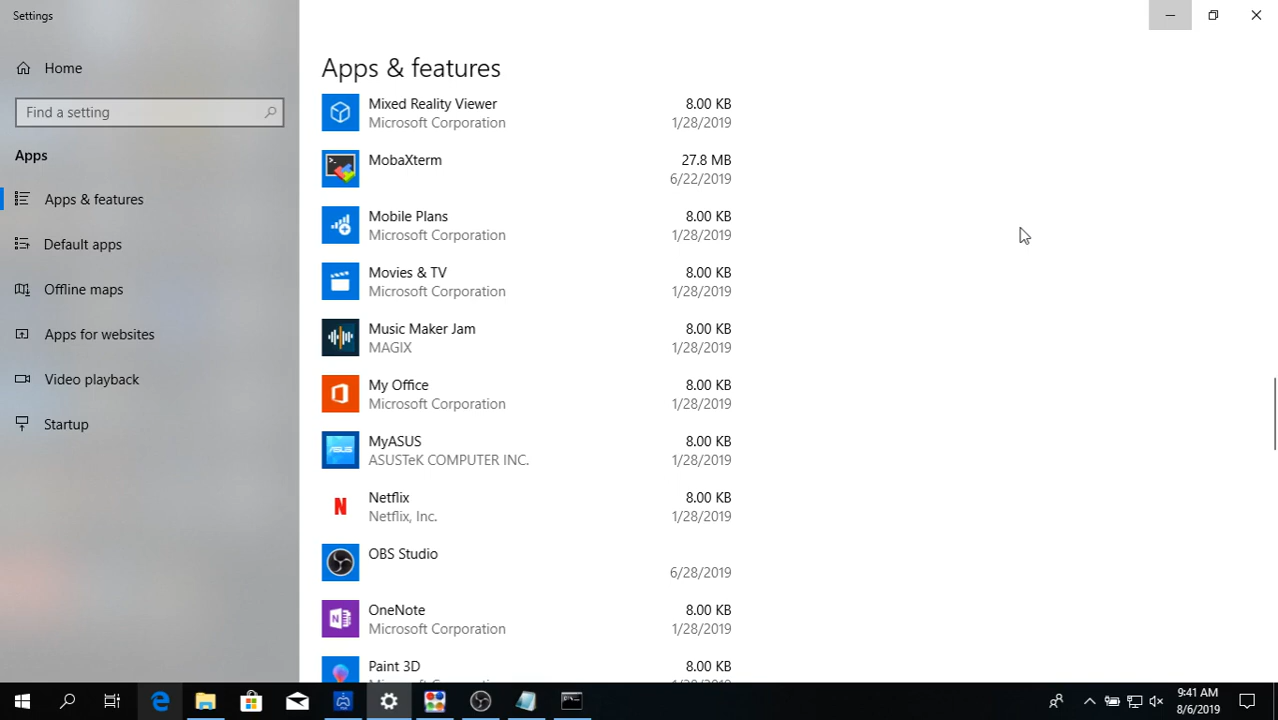 Settings
Home
Find a setting
Apps
Apps & features
Default apps
Offline maps
Apps for websites
Video playback
Startup
Apps & features
Mixed Reality Viewer 8.00 KB
Microsoft Corporation 1/28/2019
MobaXterm 27.8 MB
6/22/2019
Mobile Plans 8.00 KB
Microsoft Corporation 1/28/2019
Movies & TV 8.00 KB
Microsoft Corporation 1/28/2019
Music Maker Jam 8.00 KB
MAGIX 1/28/2019
My Office 8.00 KB
Microsoft Corporation 1/28/2019
MyASUS 8.00 KB
ASUSTeK COMPUTER INC. 1/28/2019
Netflix 8.00 KB
Netflix, Inc. 1/28/2019
OBS Studio
6/28/2019
OneNote 8.00 KB
Microsoft Corporation 1/28/2019
Paint 3D 8.00 KB
9:41 AM
8/6/2019